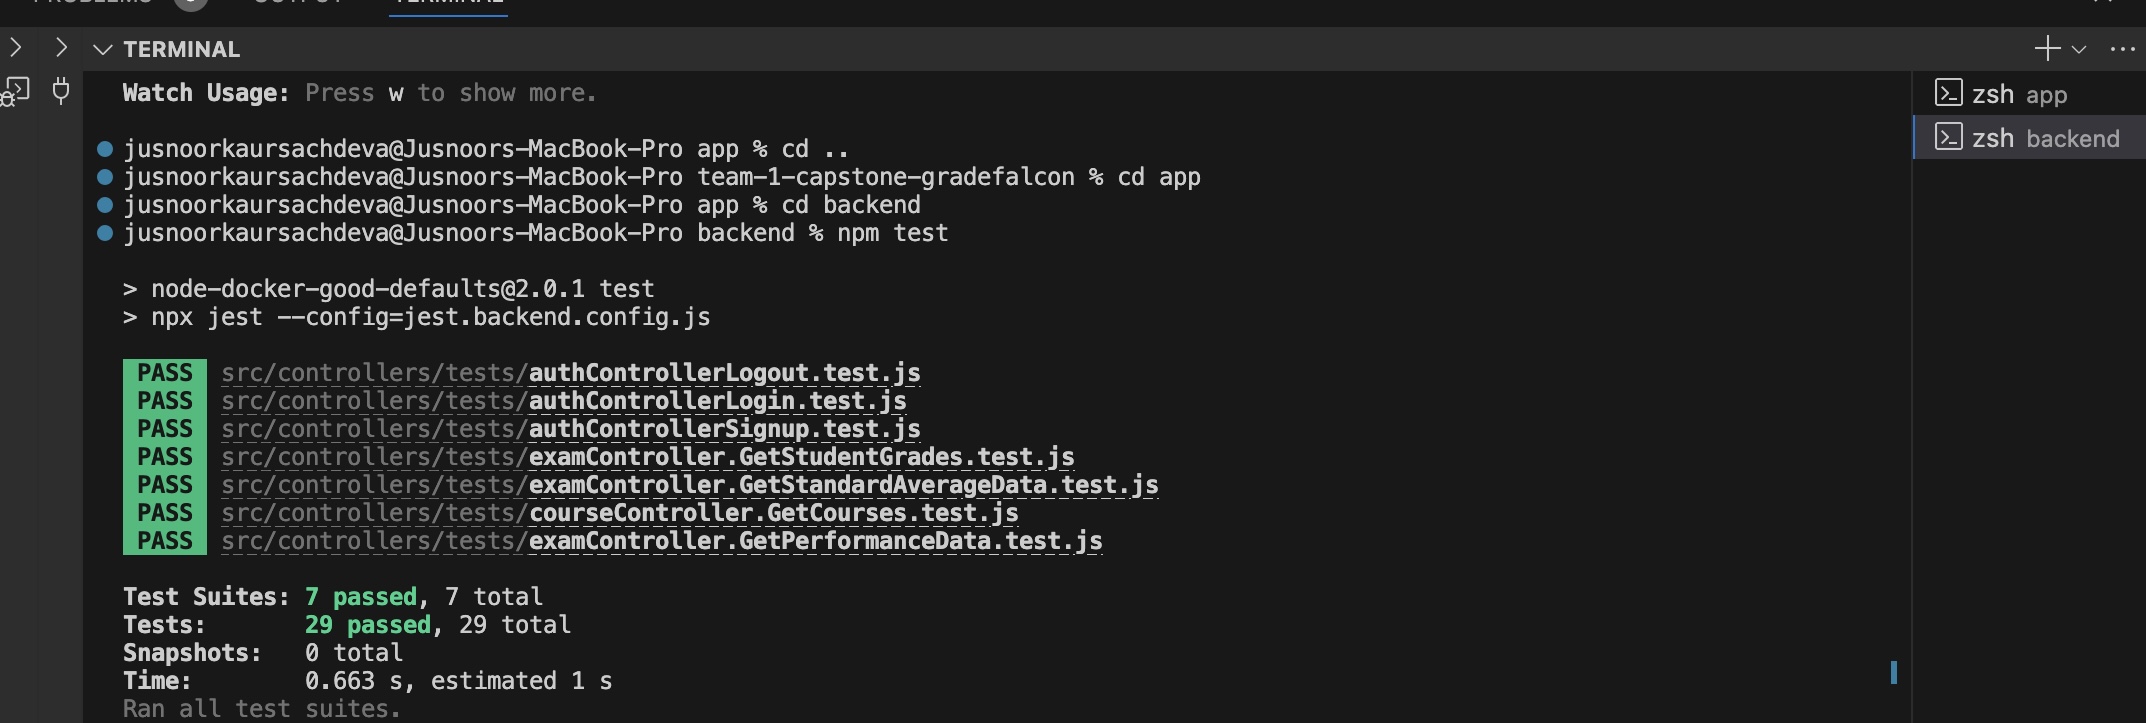 PROBLEMS OUTPUT TERMINAL
TERMINAL
Watch Usage: Press w to show more.
jusnoorkaursachdeva@Jusnoors-MacBook-Pro app % cd ..
jusnoorkaursachdeva@Jusnoors-MacBook-Pro team-1-capstone-gradefalcon % cd app
jusnoorkaursachdeva@Jusnoors-MacBook-Pro app % cd backend
jusnoorkaursachdeva@Jusnoors-MacBook-Pro backend % npm test
> node-docker-good-defaults@2.0.1 test
> npx jest --config=jest.backend.config.js
PASS src/controllers/tests/authControllerLogout.test.js
PASS src/controllers/tests/authControllerLogin.test.js
PASS src/controllers/tests/authControllerSignup.test.js
PASS src/controllers/tests/examController.GetStudentGrades.test.js
PASS src/controllers/tests/examController.GetStandardAverageData.test.js
PASS src/controllers/tests/courseController.GetCourses.test.js
PASS src/controllers/tests/examController.GetPerformanceData.test.js
Test Suites: 7 passed, 7 total
Tests: 29 passed, 29 total
Snapshots: 0 total
Time: 0.663 s, estimated 1 s
Ran all test suites.
zsh app
zsh backend